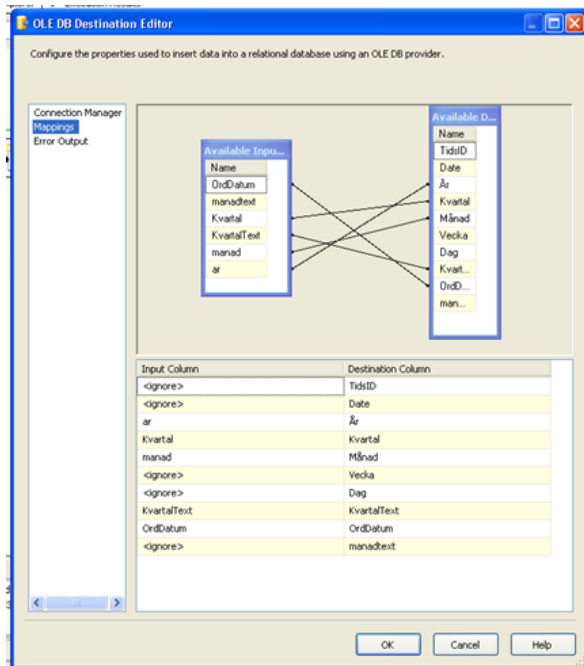 OLE DB Destination Editor
Configure the properties used to insert data into a relational database using an OLE DB provider.
Connection Manager
Mappings
Error Output
Available Inpu...
Name
OrdDatum
manadtext
Kvartal
KvartalText
manad
ar
Available D...
Name
TidsID
Date
År
Kvartal
Månad
Vecka
Dag
Kvart...
OrdD...
man...
Input Column Destination Column
<ignore> TidsID
<ignore> Date
ar År
Kvartal Kvartal
manad Månad
<ignore> Vecka
<ignore> Dag
KvartalText KvartalText
OrdDatum OrdDatum
<ignore> manadtext
OK Cancel Help